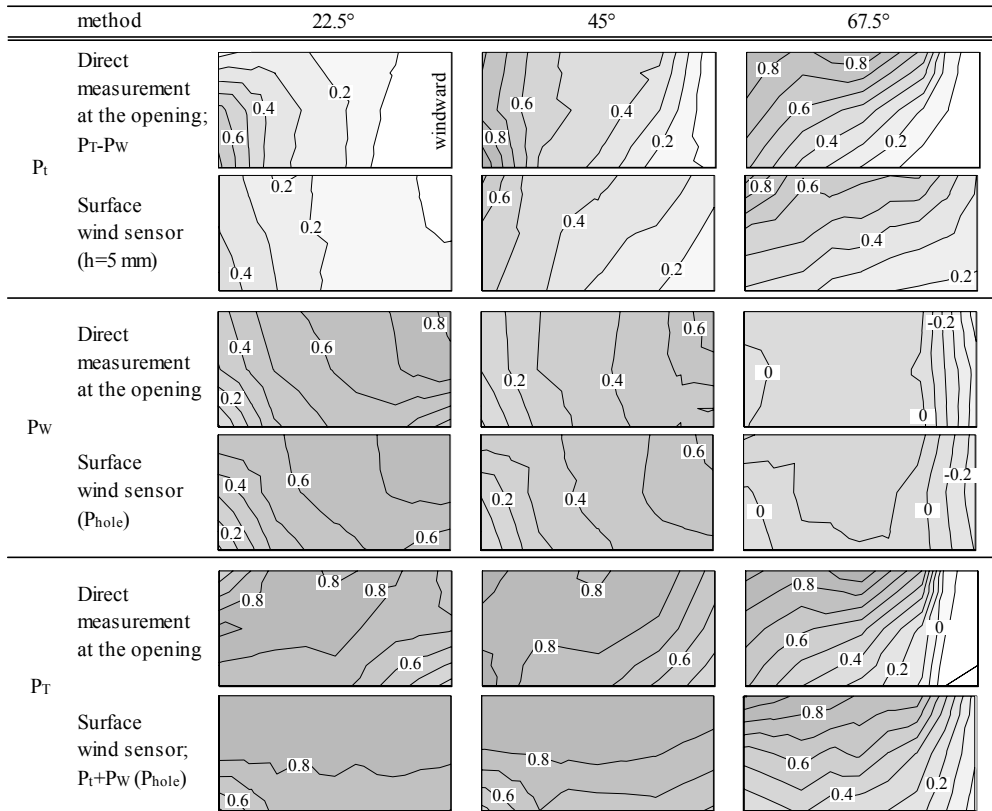 method 22.5° 45° 67.5°
Direct
measurement
at the opening;
PT-PW
Pt
0.6 0.4 0.2 windward
0.8 0.6 0.4 0.2
0.8 0.8 0.6 0.4 0.2
Surface
wind sensor
(h=5 mm)
0.2 0.2 0.4
0.6 0.4 0.2
0.8 0.6 0.4 0.2
Direct
measurement
at the opening
PW
0.4 0.2 0.6 0.8
0.2 0.4 0.6
0 -0.2 0
Surface
wind sensor
(Phole)
0.4 0.2 0.6 0.6
0.2 0.4 0.6
0 0 -0.2
Direct
measurement
at the opening
PT
0.8 0.8 0.8 0.6
0.8 0.8 0.6
0.8 0.6 0.4 0.2 0
Surface
wind sensor;
Pt+PW (Phole)
0.8 0.6
0.8 0.6
0.8 0.8 0.6 0.4 0.2